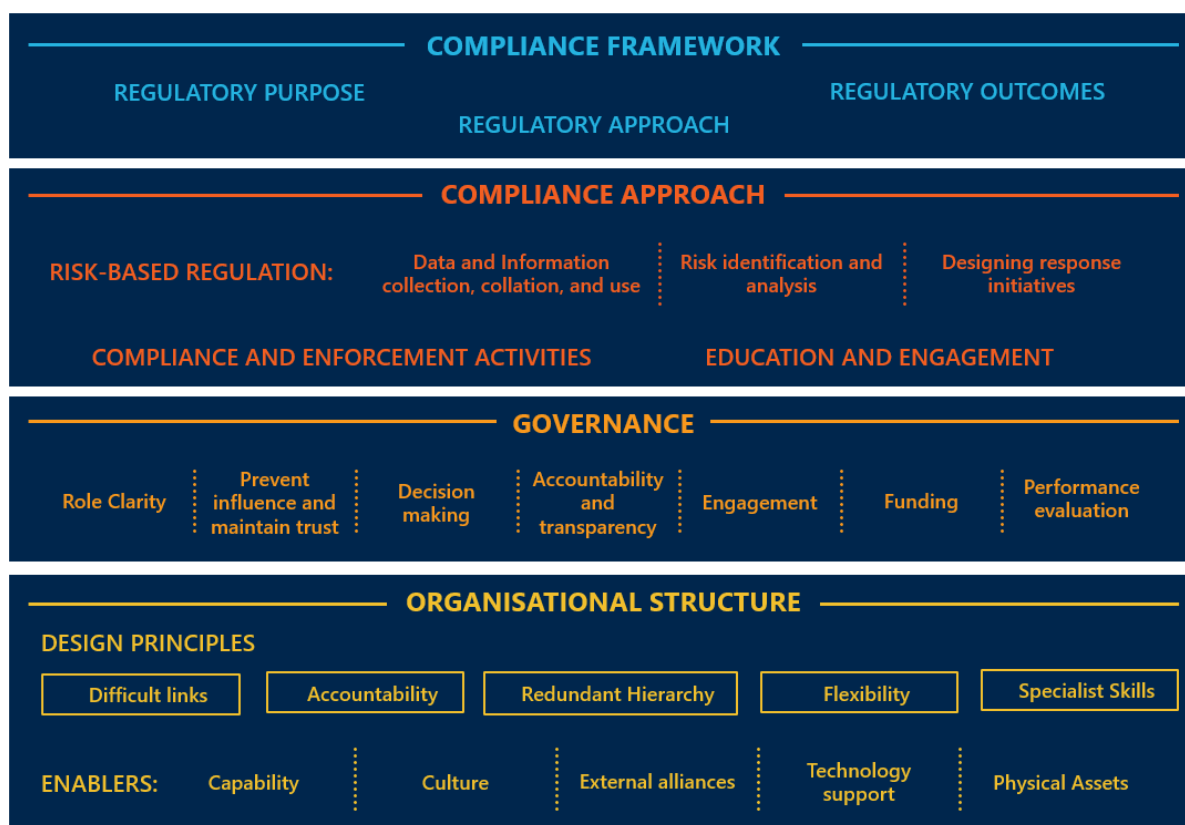 COMPLIANCE FRAMEWORK
REGULATORY PURPOSE
REGULATORY OUTCOMES
REGULATORY APPROACH
COMPLIANCE APPROACH
RISK-BASED REGULATION:
Data and Information
collection, collation, and use
Risk identification and
analysis
Designing response
initiatives
COMPLIANCE AND ENFORCEMENT ACTIVITIES
EDUCATION AND ENGAGEMENT
GOVERNANCE
Role Clarity
Prevent
influence and
maintain trust
Decision
making
Accountability
and
transparency
Engagement
Funding
Performance
evaluation
ORGANISATIONAL STRUCTURE
DESIGN PRINCIPLES
Difficult links
Accountability
Redundant Hierarchy
Flexibility
Specialist Skills
ENABLERS:
Capability
Culture
External alliances
Technology
support
Physical Assets